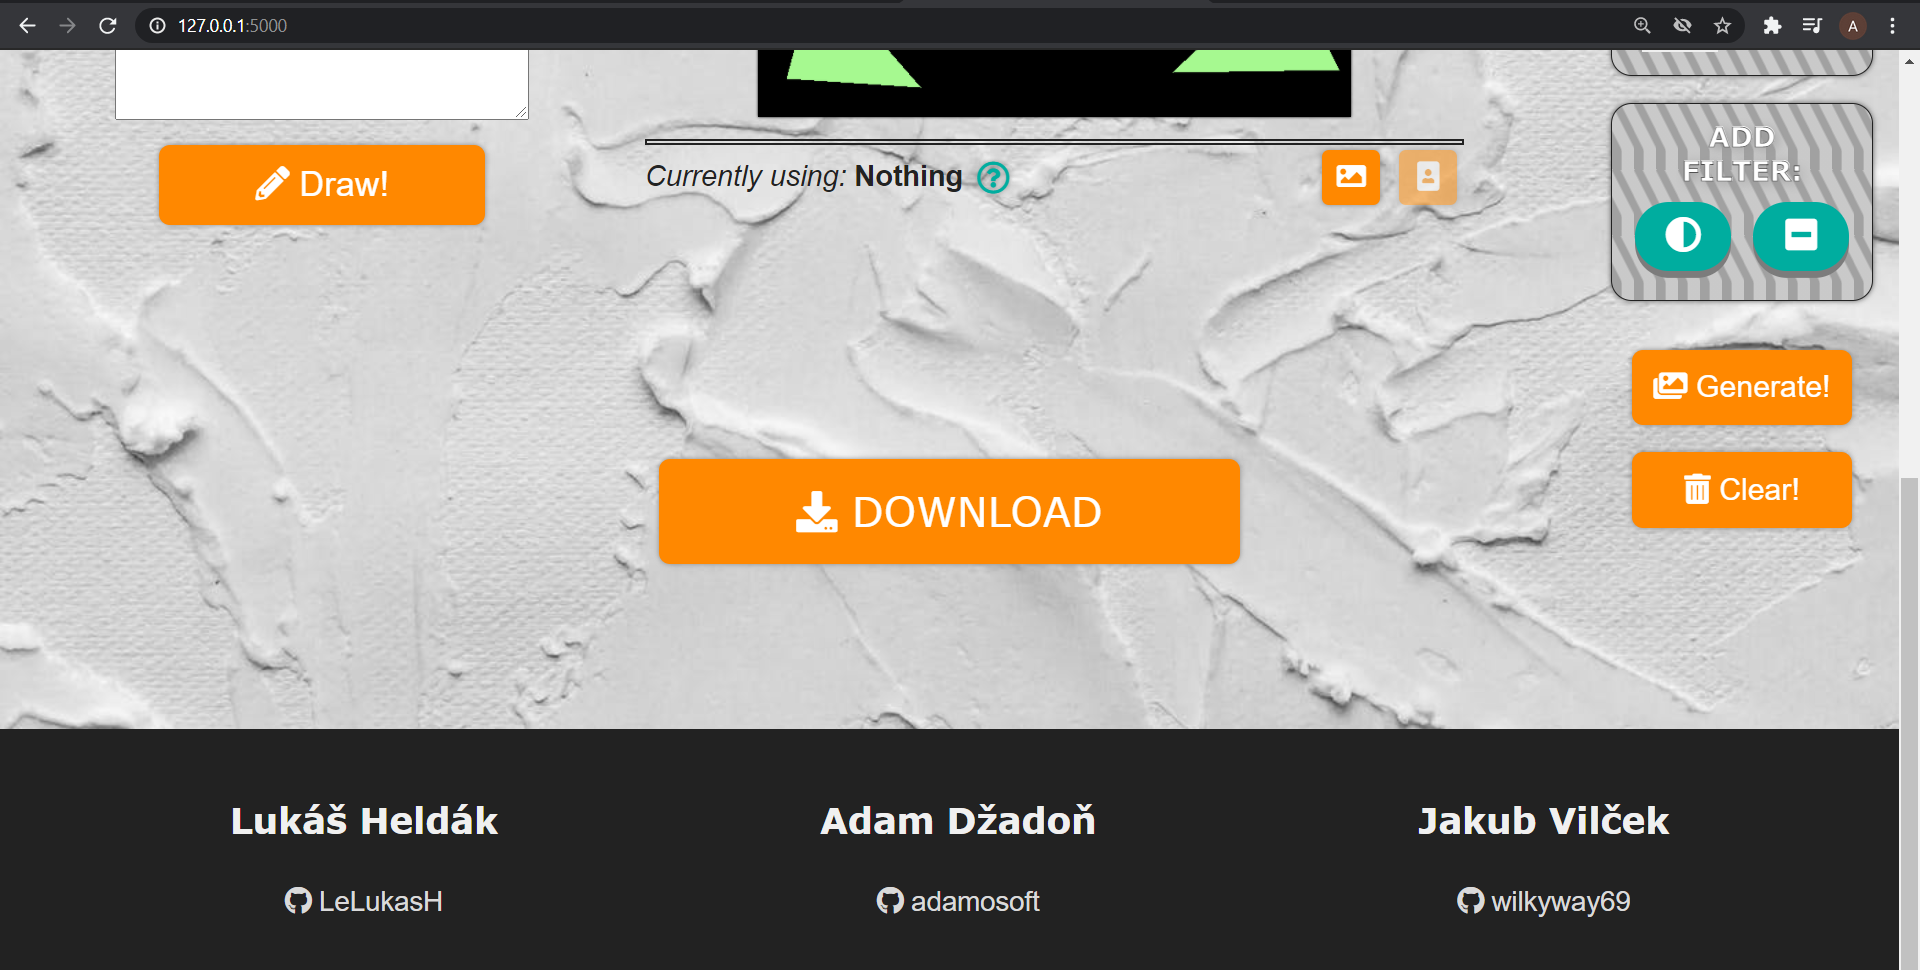 127.0.0.1:5000
A
Draw!
Currently using: Nothing
ADD
FILTER:
Generate!
Clear!
DOWNLOAD
Lukáš Heldák
Adam Džadoň
Jakub Vilček
LeLukasH
adamosoft
wilkyway69